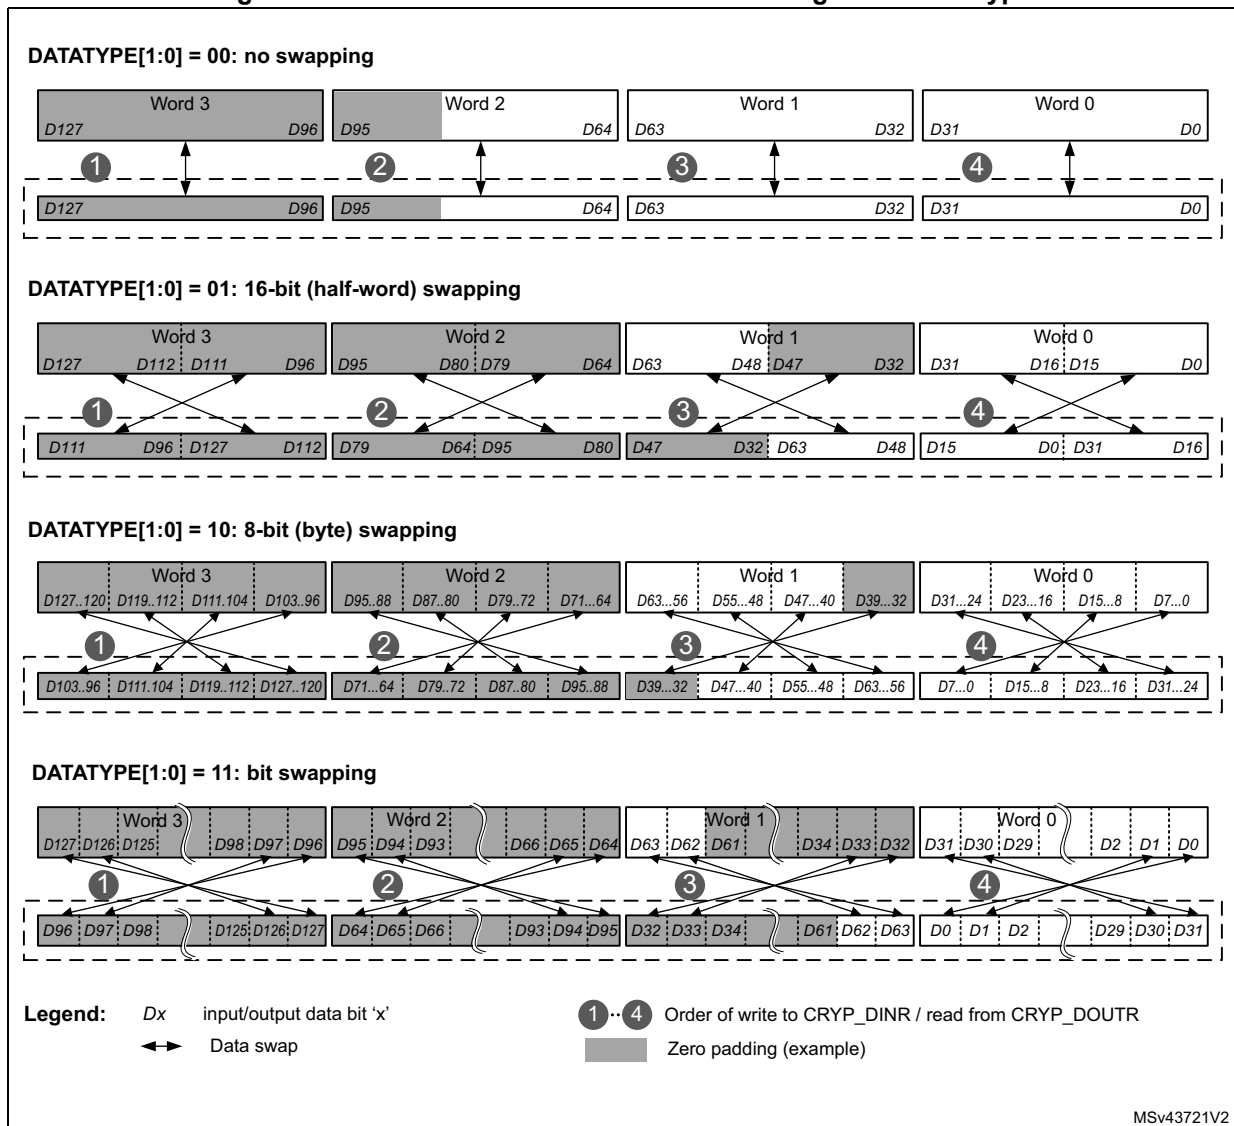 DATATYPE[1:0] = 00: no swapping
Word 3 Word 2 Word 1 Word 0
D127 D96 D95 D64 D63 D32 D31 D0
1 2 3 4
D127 D96 D95 D64 D63 D32 D31 D0
DATATYPE[1:0] = 01: 16-bit (half-word) swapping
Word 3 Word 2 Word 1 Word 0
D127 D112 D111 D96 D95 D80 D79 D64 D63 D48 D47 D32 D31 D16 D15 D0
1 2 3 4
D111 D96 D127 D112 D79 D64 D95 D80 D47 D32 D63 D48 D15 D0 D31 D16
DATATYPE[1:0] = 10: 8-bit (byte) swapping
Word 3 Word 2 Word 1 Word 0
D127..120 D119..112 D111.104 D103..96 D95..88 D87..80 D79..72 D71...64 D63...56 D55...48 D47...40 D39...32 D31...24 D23...16 D15...8 D7...0
1 2 3 4
D103..96 D111.104 D119..112 D127..120 D71...64 D79..72 D87..80 D95..88 D39...32 D47...40 D55...48 D63...56 D7...0 D15...8 D23...16 D31...24
DATATYPE[1:0] = 11: bit swapping
Word 3 Word 2 Word 1 Word 0
D127 D126 D125 D98 D97 D96 D95 D94 D93 D66 D65 D64 D63 D62 D61 D34 D33 D32 D31 D30 D29 D2 D1 D0
1 2 3 4
D96 D97 D98 D125 D126 D127 D64 D65 D66 D93 D94 D95 D32 D33 D34 D61 D62 D63 D0 D1 D2 D29 D30 D31
Legend: Dx input/output data bit ‘x’ 1 ·· 4 Order of write to CRYP_DINR / read from CRYP_DOUTR
Data swap Zero padding (example)
MSv43721V2